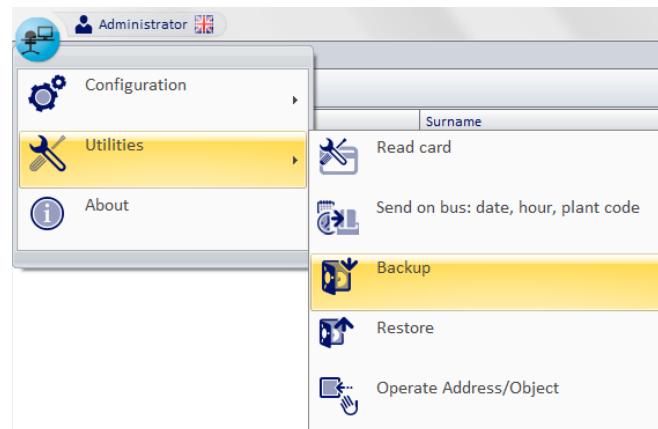 Administrator
Configuration
Surname
Utilities
Read card
About
Send on bus: date, hour, plant code
Backup
Restore
Operate Address/Object